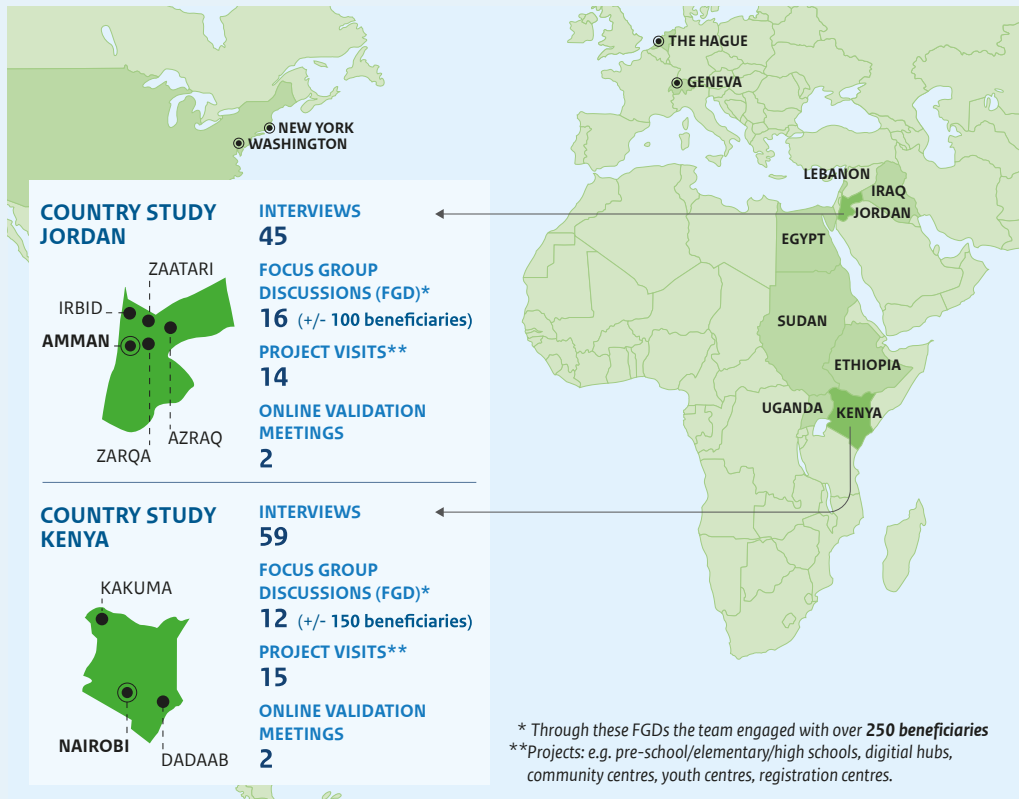 THE HAGUE
GENEVA
NEW YORK
WASHINGTON
LEBANON
IRAQ
JORDAN
EGYPT
SUDAN
ETHIOPIA
UGANDA
KENYA
COUNTRY STUDY
JORDAN
ZAATARI
IRBID
AMMAN
AZRAQ
ZARQA
INTERVIEWS
45
FOCUS GROUP
DISCUSSIONS (FGD)*
16 (+/- 100 beneficiaries)
PROJECT VISITS**
14
ONLINE VALIDATION
MEETINGS
2
COUNTRY STUDY
KENYA
KAKUMA
NAIROBI
DADAAB
INTERVIEWS
59
FOCUS GROUP
DISCUSSIONS (FGD)*
12 (+/- 150 beneficiaries)
PROJECT VISITS**
15
ONLINE VALIDATION
MEETINGS
2
* Through these FGDs the team engaged with over 250 beneficiaries
**Projects: e.g. pre-school/elementary/high schools, digitial hubs,
community centres, youth centres, registration centres.